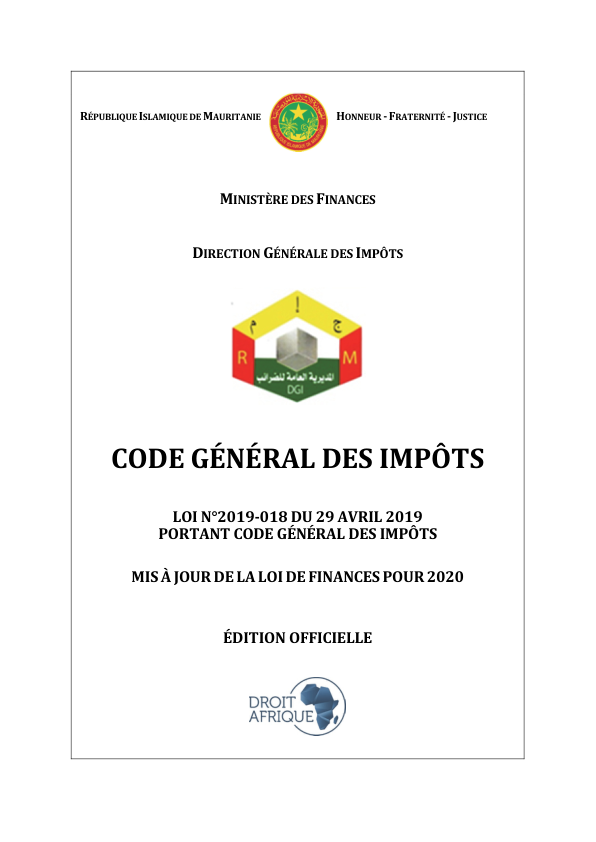 RÉPUBLIQUE ISLAMIQUE DE MAURITANIE
HONNEUR - FRATERNITÉ - JUSTICE
MINISTÈRE DES FINANCES
DIRECTION GÉNÉRALE DES IMPÔTS
إ
م ج
R M
المديرية العامة للضرائب
DGI
CODE GÉNÉRAL DES IMPÔTS
LOI N°2019-018 DU 29 AVRIL 2019
PORTANT CODE GÉNÉRAL DES IMPÔTS
MIS À JOUR DE LA LOI DE FINANCES POUR 2020
ÉDITION OFFICIELLE
DROIT
AFRIQUE